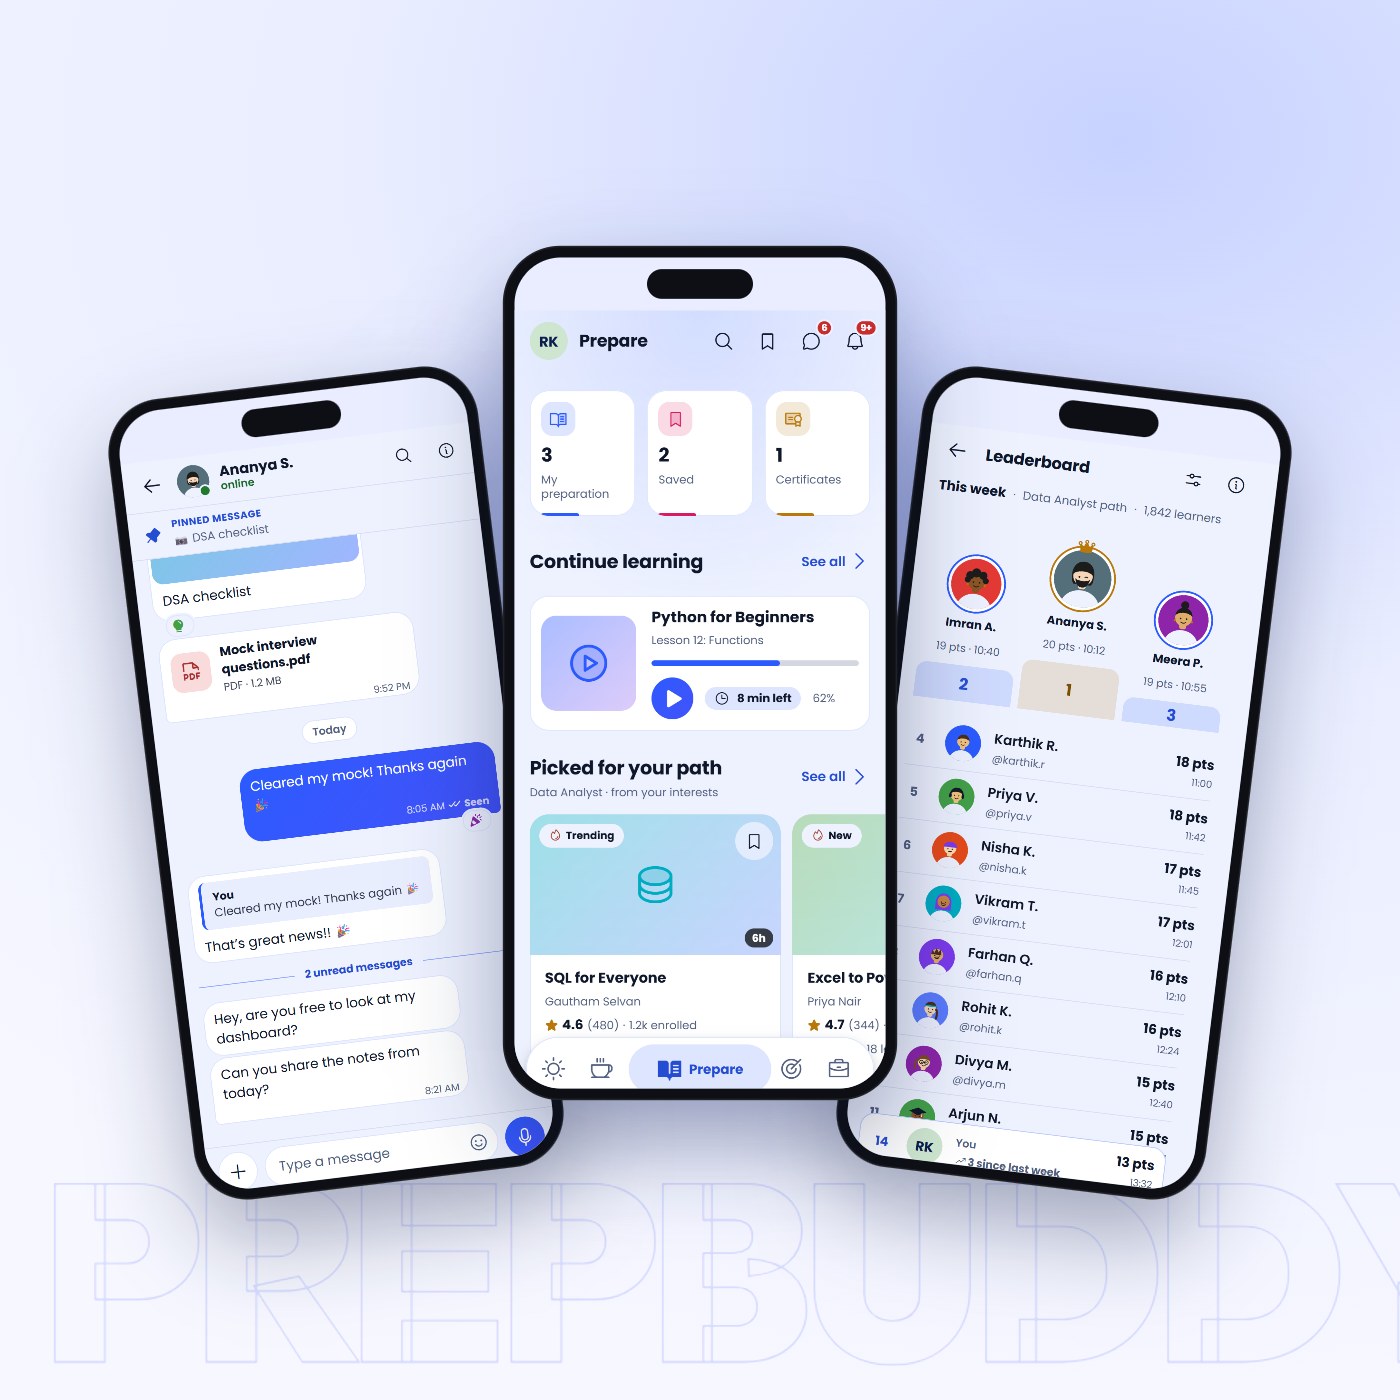 Ananya S.
online
PINNED MESSAGE
DSA checklist
DSA checklist
Mock interview
questions.pdf
PDF
PDF · 1.2 MB
9:52 PM
Today
Cleared my mock! Thanks again
🎉
8:05 AM Seen
You
Cleared my mock! Thanks again 🎉
That's great news!! 🎉
2 unread messages
Hey, are you free to look at my
dashboard?
Can you share the notes from
today?
8:21 AM
Type a message
RK
Prepare
6
9+
3
My
preparation
2
Saved
1
Certificates
Continue learning
See all
Python for Beginners
Lesson 12: Functions
8 min left
62%
Picked for your path
See all
Data Analyst · from your interests
Trending
6h
SQL for Everyone
Gautham Selvan
4.6 (480) · 1.2k enrolled
New
Excel to Po
Priya Nair
4.7 (344) ·
Prepare
Leaderboard
This week · Data Analyst path · 1,842 learners
Imran A.
19 pts · 10:40
2
Ananya S.
20 pts · 10:12
1
Meera P.
19 pts · 10:55
3
4
Karthik R.
@karthik.r
18 pts
11:00
5
Priya V.
@priya.v
18 pts
11:42
6
Nisha K.
@nisha.k
17 pts
11:45
7
Vikram T.
@vikram.t
17 pts
12:01
Farhan Q.
@farhan.q
16 pts
12:10
Rohit K.
@rohit.k
16 pts
12:24
Divya M.
@divya.m
15 pts
12:40
11
Arjun N.
15 pts
14
RK
You
3 since last week
13 pts
13:32
PREPBUDDY